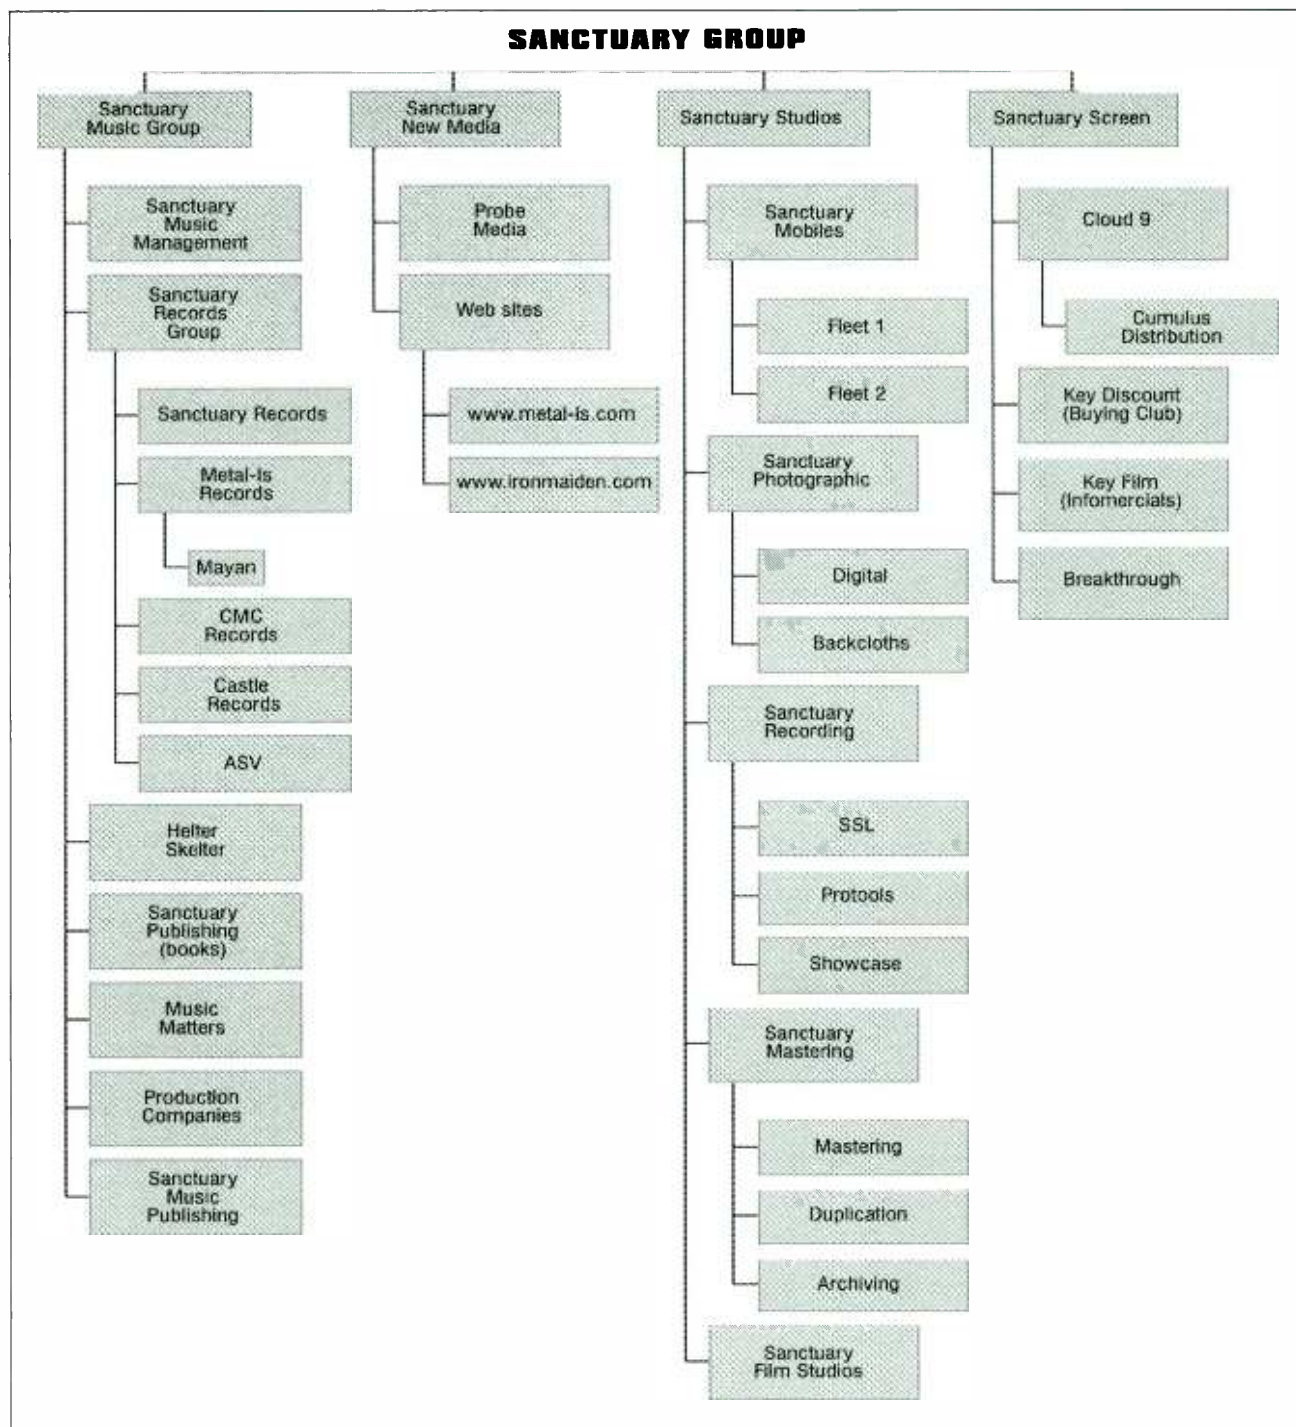 SANCTUARY GROUP
Sanctuary
Music Group
Sanctuary
Music
Management
Sanctuary
Records
Group
Sanctuary Records
Metal-Is
Records
Mayan
CMC
Records
Castle
Records
ASV
Helter
Skelter
Sanctuary
Publishing
(books)
Music
Matters
Production
Companies
Sanctuary
Music
Publishing
Sanctuary
New Media
Probe
Media
Web sites
www.metal-is.com
www.ironmaiden.com
Sanctuary Studios
Sanctuary
Mobiles
Fleet 1
Fleet 2
Sanctuary
Photographic
Digital
Backcloths
Sanctuary
Recording
SSL
Protools
Showcase
Sanctuary
Mastering
Mastering
Duplication
Archiving
Sanctuary
Film Studios
Sanctuary Screen
Cloud 9
Cumulus
Distribution
Key Discount
(Buying Club)
Key Film
(Infomercials)
Breakthrough